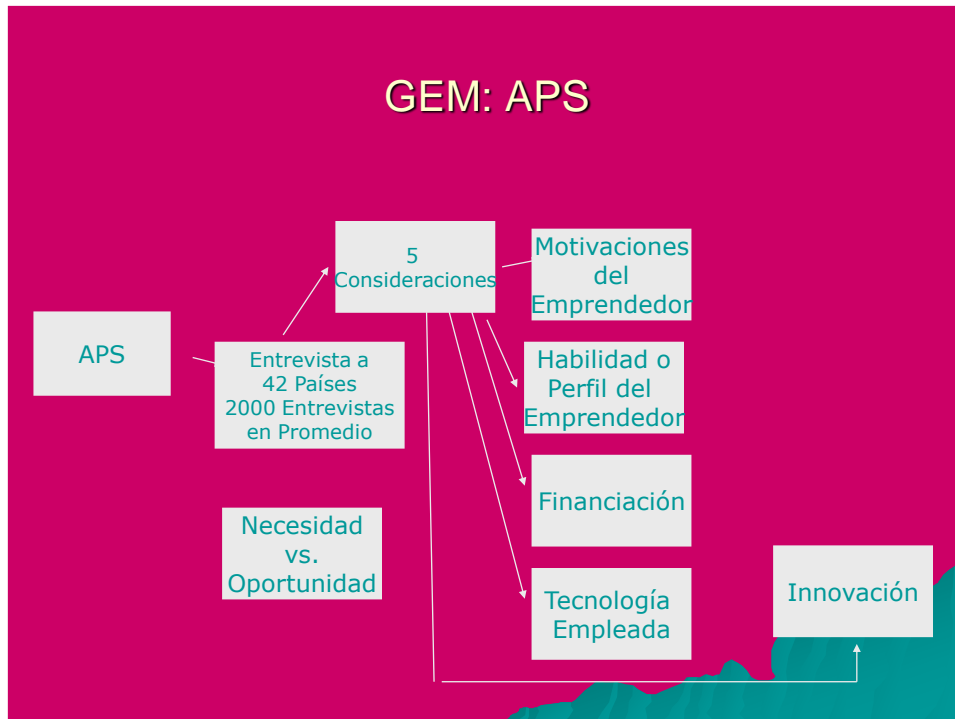 GEM: APS
APS
Entrevista a
42 Países
2000 Entrevistas
en Promedio
5
Consideraciones
Motivaciones
del
Emprendedor
Habilidad o
Perfil del
Emprendedor
Financiación
Tecnología
Empleada
Innovación
Necesidad
vs.
Oportunidad